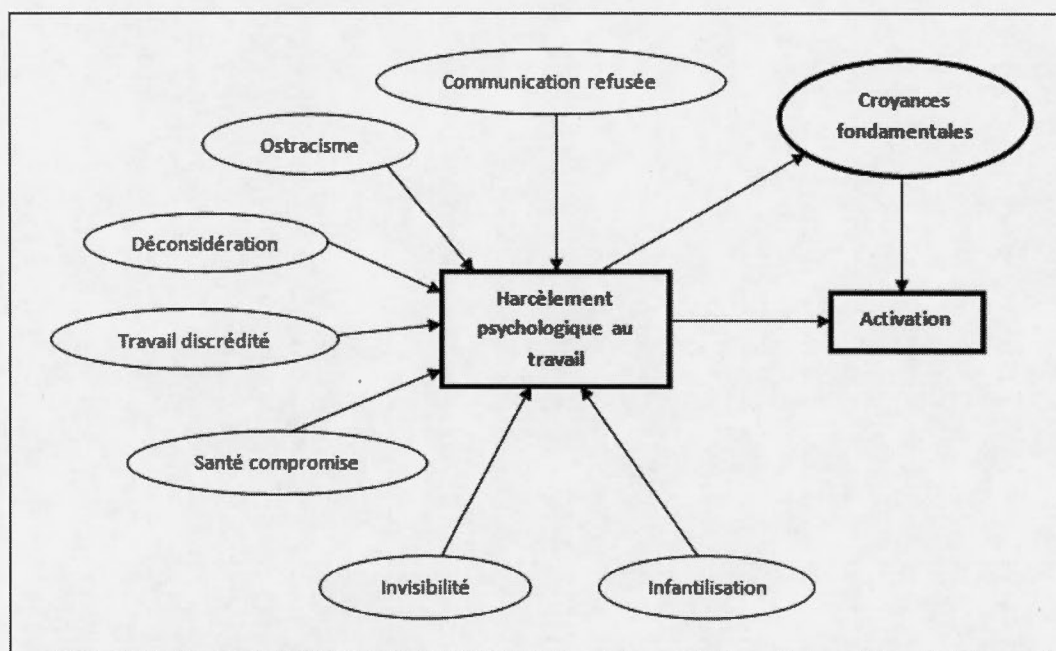 Communication refusée
Croyances
fondamentales
Ostracisme
Déconsidération
Harcèlement
psychologique au
travail
Activation
Travail discrédité
Santé compromise
Invisibilité
Infantilisation